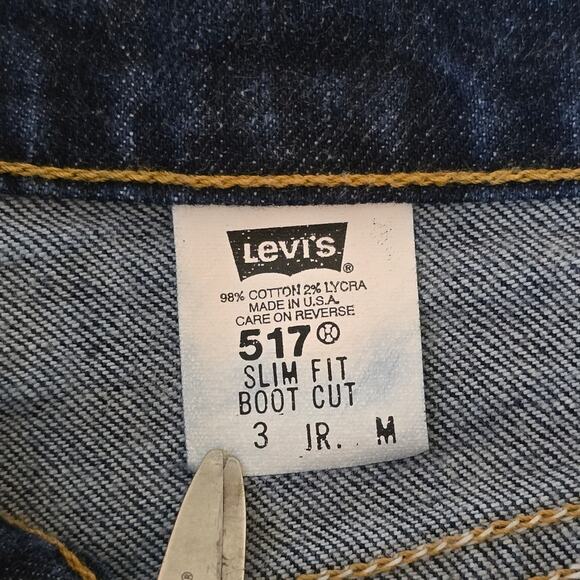 Levi's®
98% COTTON 2% LYCRA
MADE IN U.S.A.
CARE ON REVERSE
517
SLIM FIT
BOOT CUT
3 JR. M
®